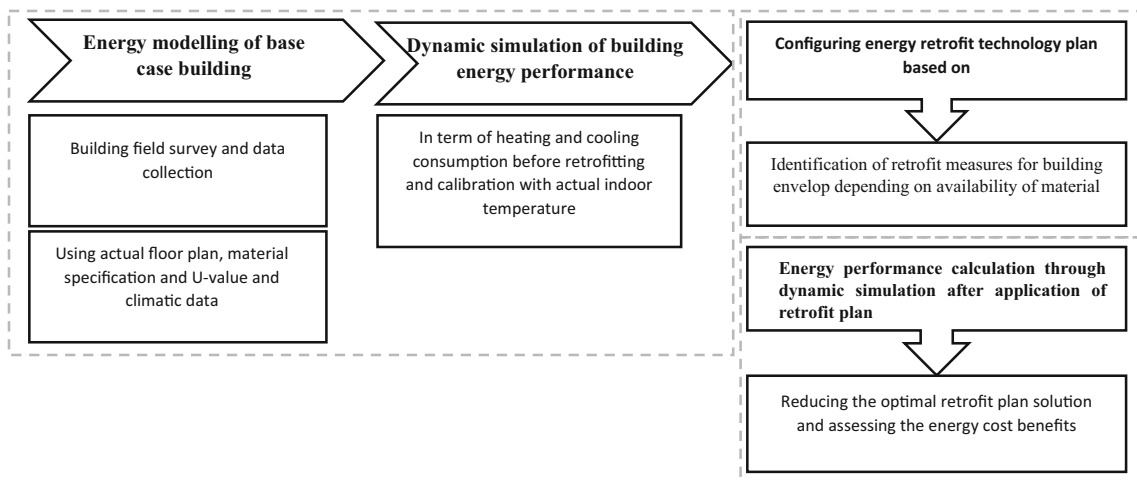 Energy modelling of base
case building
Building field survey and data
collection
Using actual floor plan, material
specification and U-value and
climatic data
Dynamic simulation of building
energy performance
In term of heating and cooling
consumption before retrofitting
and calibration with actual indoor
temperature
Configuring energy retrofit technology plan
based on
Identification of retrofit measures for building
envelop depending on availability of material
Energy performance calculation through
dynamic simulation after application of
retrofit plan
Reducing the optimal retrofit plan solution
and assessing the energy cost benefits